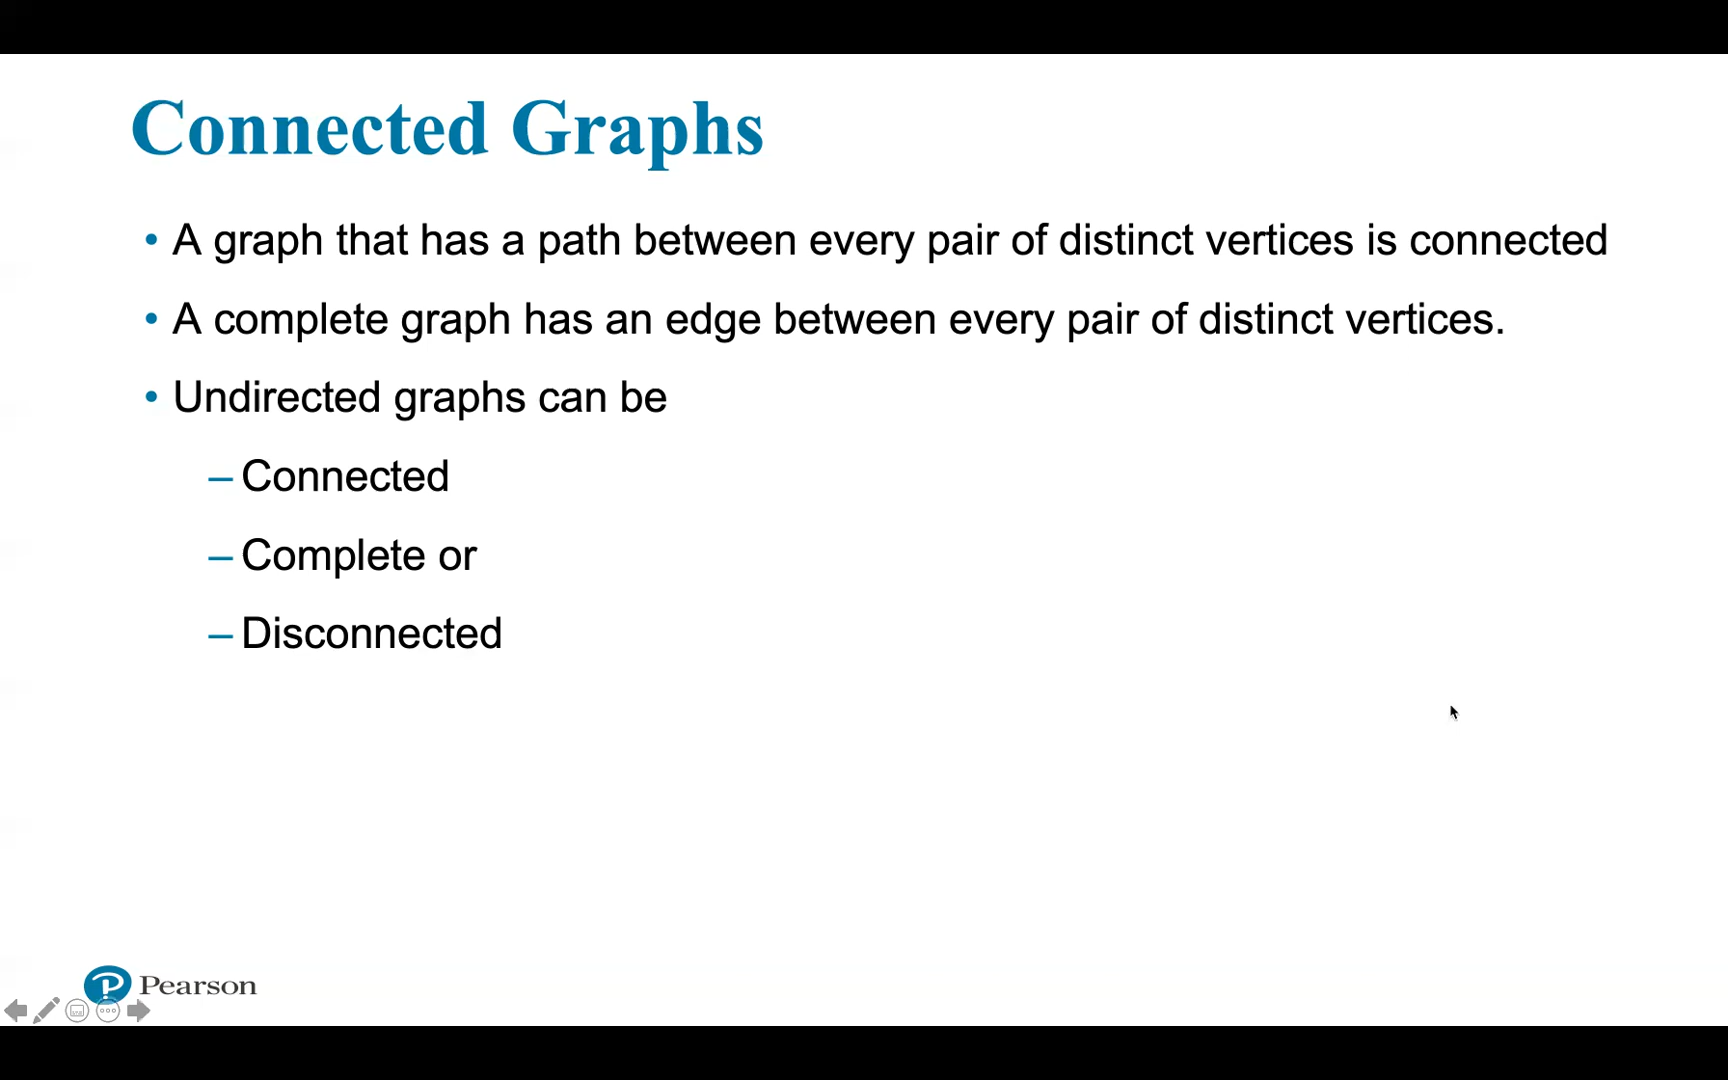 Connected Graphs
• A graph that has a path between every pair of distinct vertices is connected
• A complete graph has an edge between every pair of distinct vertices.
• Undirected graphs can be
– Connected
– Complete or
– Disconnected
Pearson